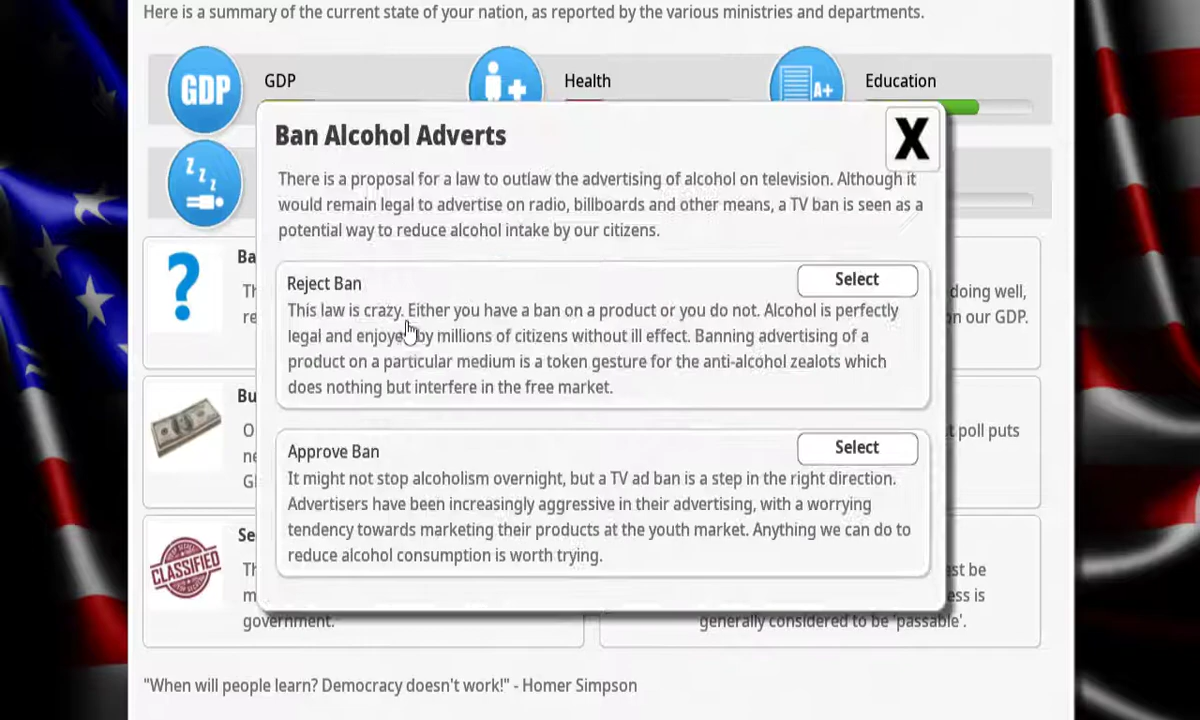 Here is a summary of the current state of your nation, as reported by the various ministries and departments.
GDP
GDP
Health
A+
Education
Z Z Z
Ban Alcohol Adverts
X
There is a proposal for a law to outlaw the advertising of alcohol on television. Although it
would remain legal to advertise on radio, billboards and other means, a TV ban is seen as a
potential way to reduce alcohol intake by our citizens.
Reject Ban
Select
This law is crazy. Either you have a ban on a product or you do not. Alcohol is perfectly
legal and enjoyed by millions of citizens without ill effect. Banning advertising of a
product on a particular medium is a token gesture for the anti-alcohol zealots which
does nothing but interfere in the free market.
Approve Ban
Select
It might not stop alcoholism overnight, but a TV ad ban is a step in the right direction.
Advertisers have been increasingly aggressive in their advertising, with a worrying
tendency towards marketing their products at the youth market. Anything we can do to
reduce alcohol consumption is worth trying.
doing well,
on our GDP.
poll puts
CLASSIFIED
government.
generally considered to be 'passable'.
"When will people learn? Democracy doesn't work!" - Homer Simpson